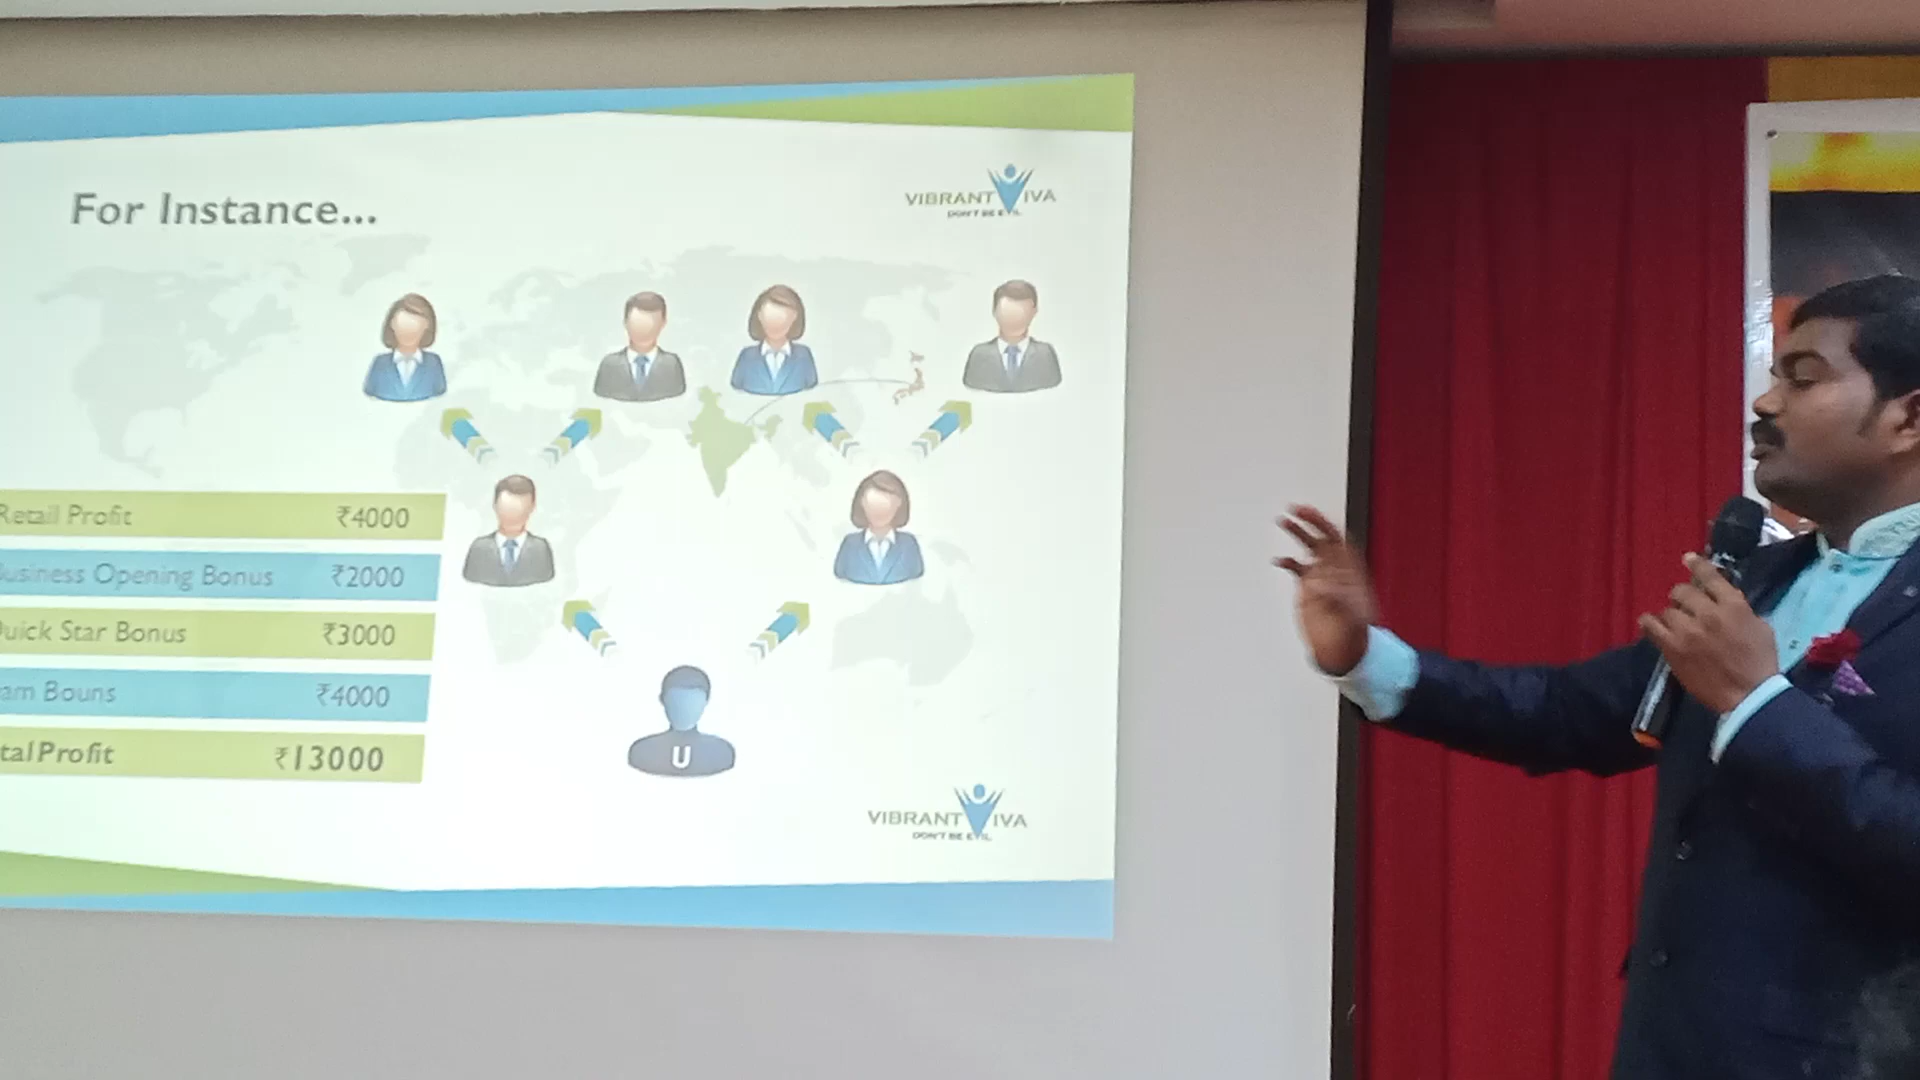 For Instance...
VIBRANT VIVA
DON'T BE EVIL
Retail Profit ₹4000
Business Opening Bonus ₹2000
Quick Star Bonus ₹3000
am Bouns ₹4000
tal Profit ₹13000
U
VIBRANT VIVA
DON'T BE EVIL